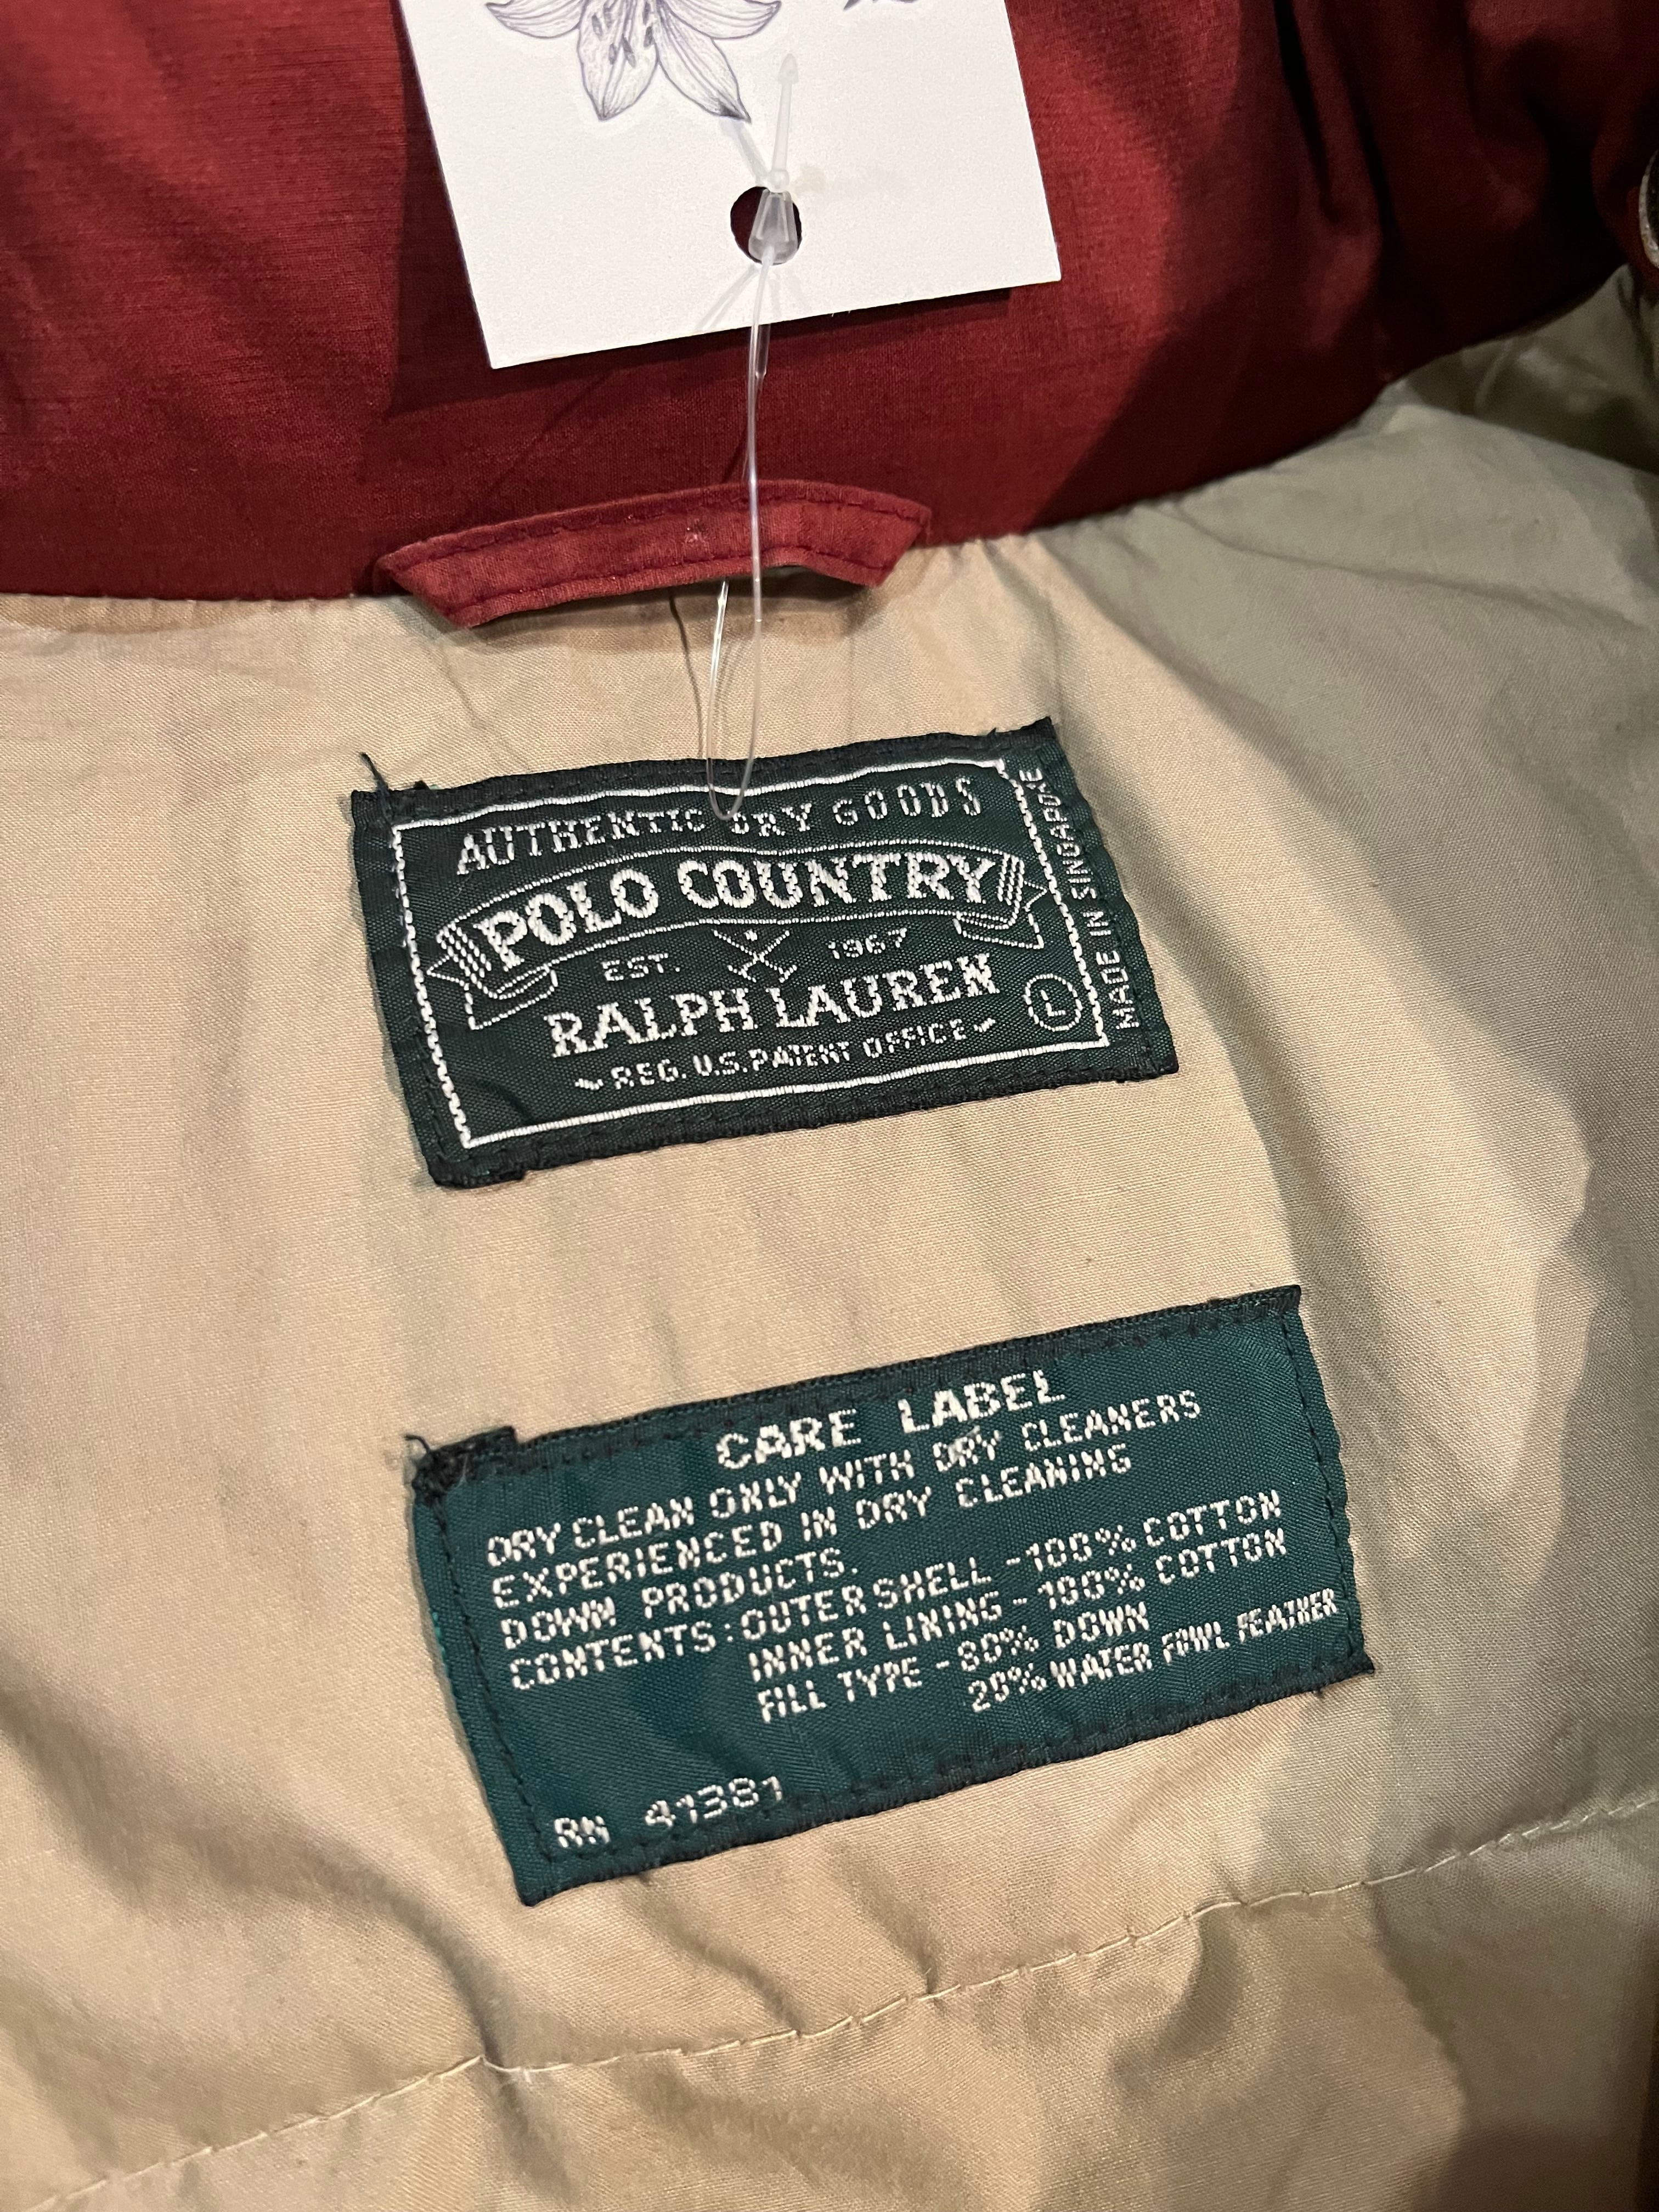 AUTHENTIC DRY GOODS
POLO COUNTRY
EST. 1967
RALPH LAUREN
L
REG. U.S. PATENT OFFICE
MADE IN SINGAPORE
CARE LABEL
DRY CLEAN ONLY WITH DRY CLEANERS
EXPERIENCED IN DRY CLEANING
DOWN PRODUCTS.
CONTENTS: OUTER SHELL - 100% COTTON
INNER LINING - 100% COTTON
FILL TYPE - 80% DOWN
20% WATER FOWL FEATHER
RN 41381